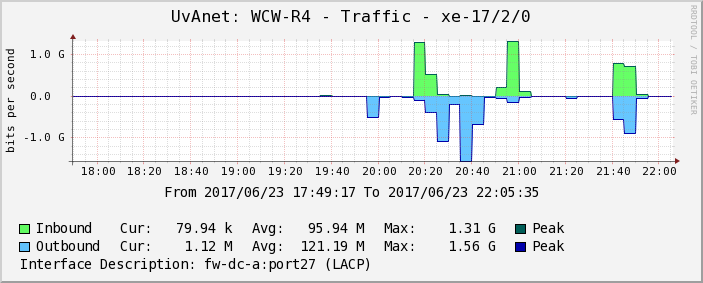 UvAnet: WCW-R4 - Traffic - xe-17/2/0
RRDTOOL / TOBI OETIKER
bits per second
1.0 G
0.0
-1.0 G
18:00 18:20 18:40 19:00 19:20 19:40 20:00 20:20 20:40 21:00 21:20 21:40 22:00
From 2017/06/23 17:49:17 To 2017/06/23 22:05:35
Inbound Cur: 79.94 k Avg: 95.94 M Max: 1.31 G Peak
Outbound Cur: 1.12 M Avg: 121.19 M Max: 1.56 G Peak
Interface Description: fw-dc-a:port27 (LACP)